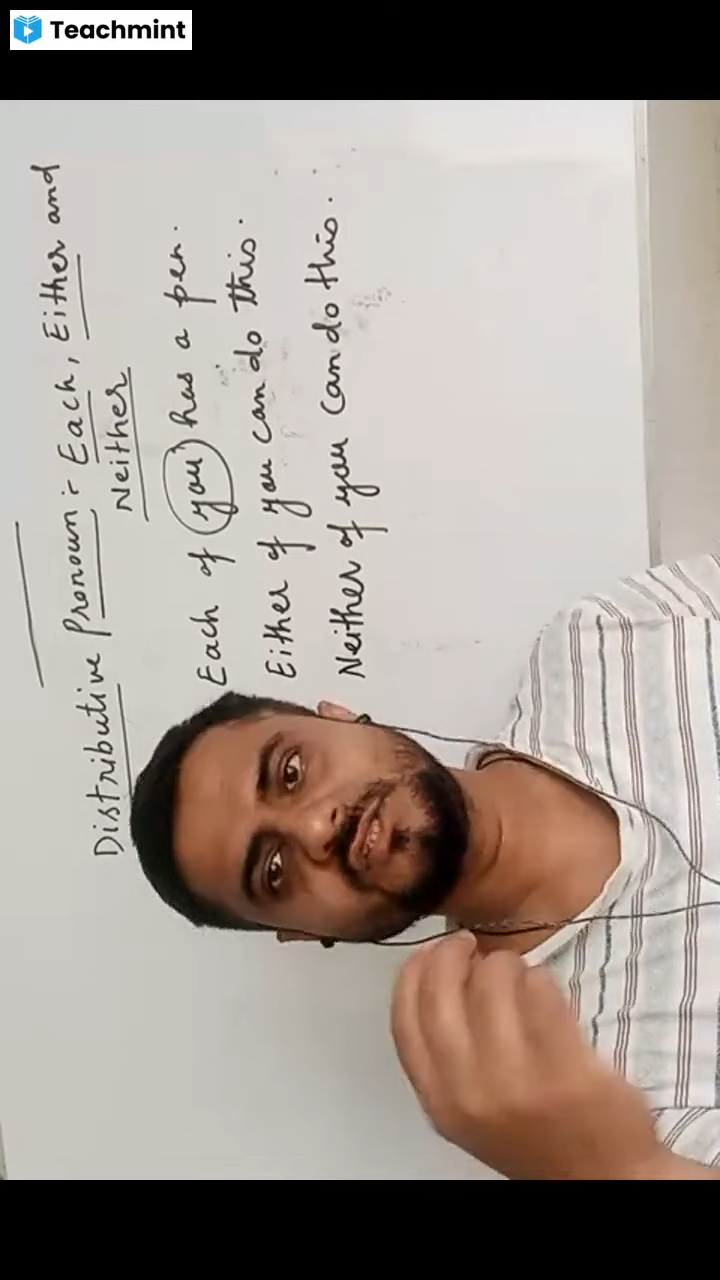 Teachmint
Distributive Pronoun :- Each, Either and
Neither
Each of you has a pen.
Either of you can do this.
Neither of you can do this.